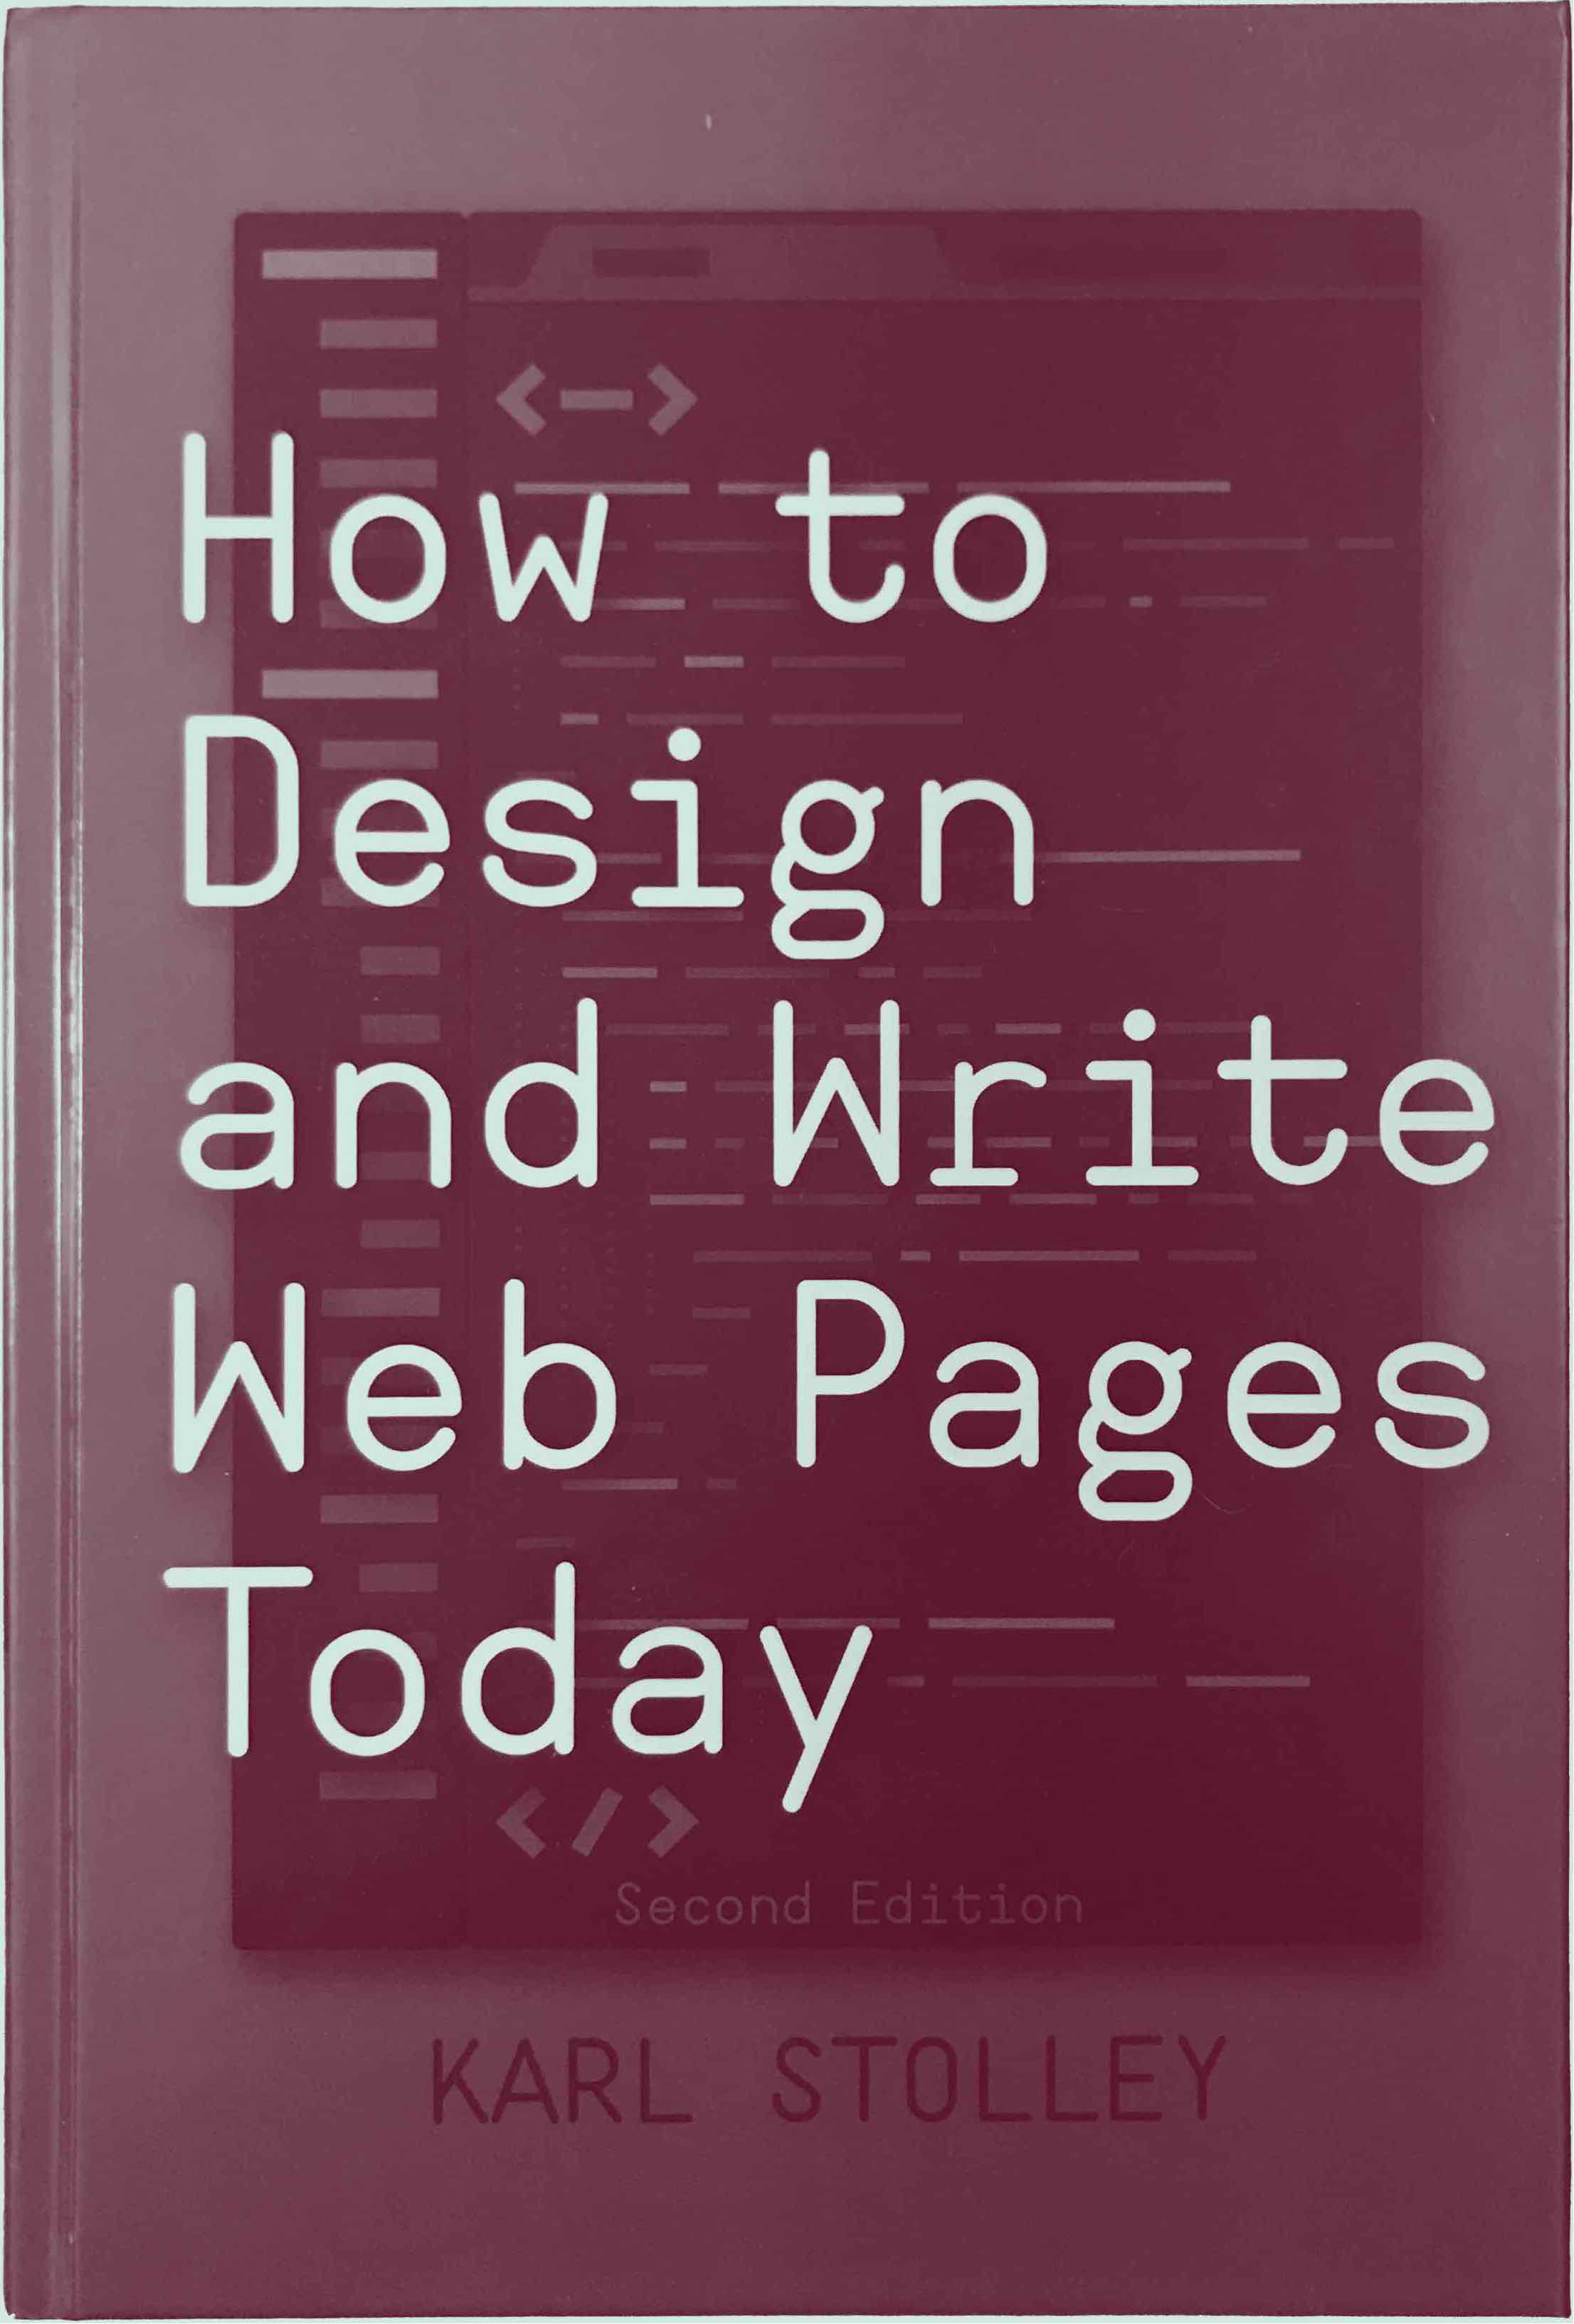 <->
How to
Design
and Write
Web Pages
Today
</>
Second Edition
KARL STOLLEY